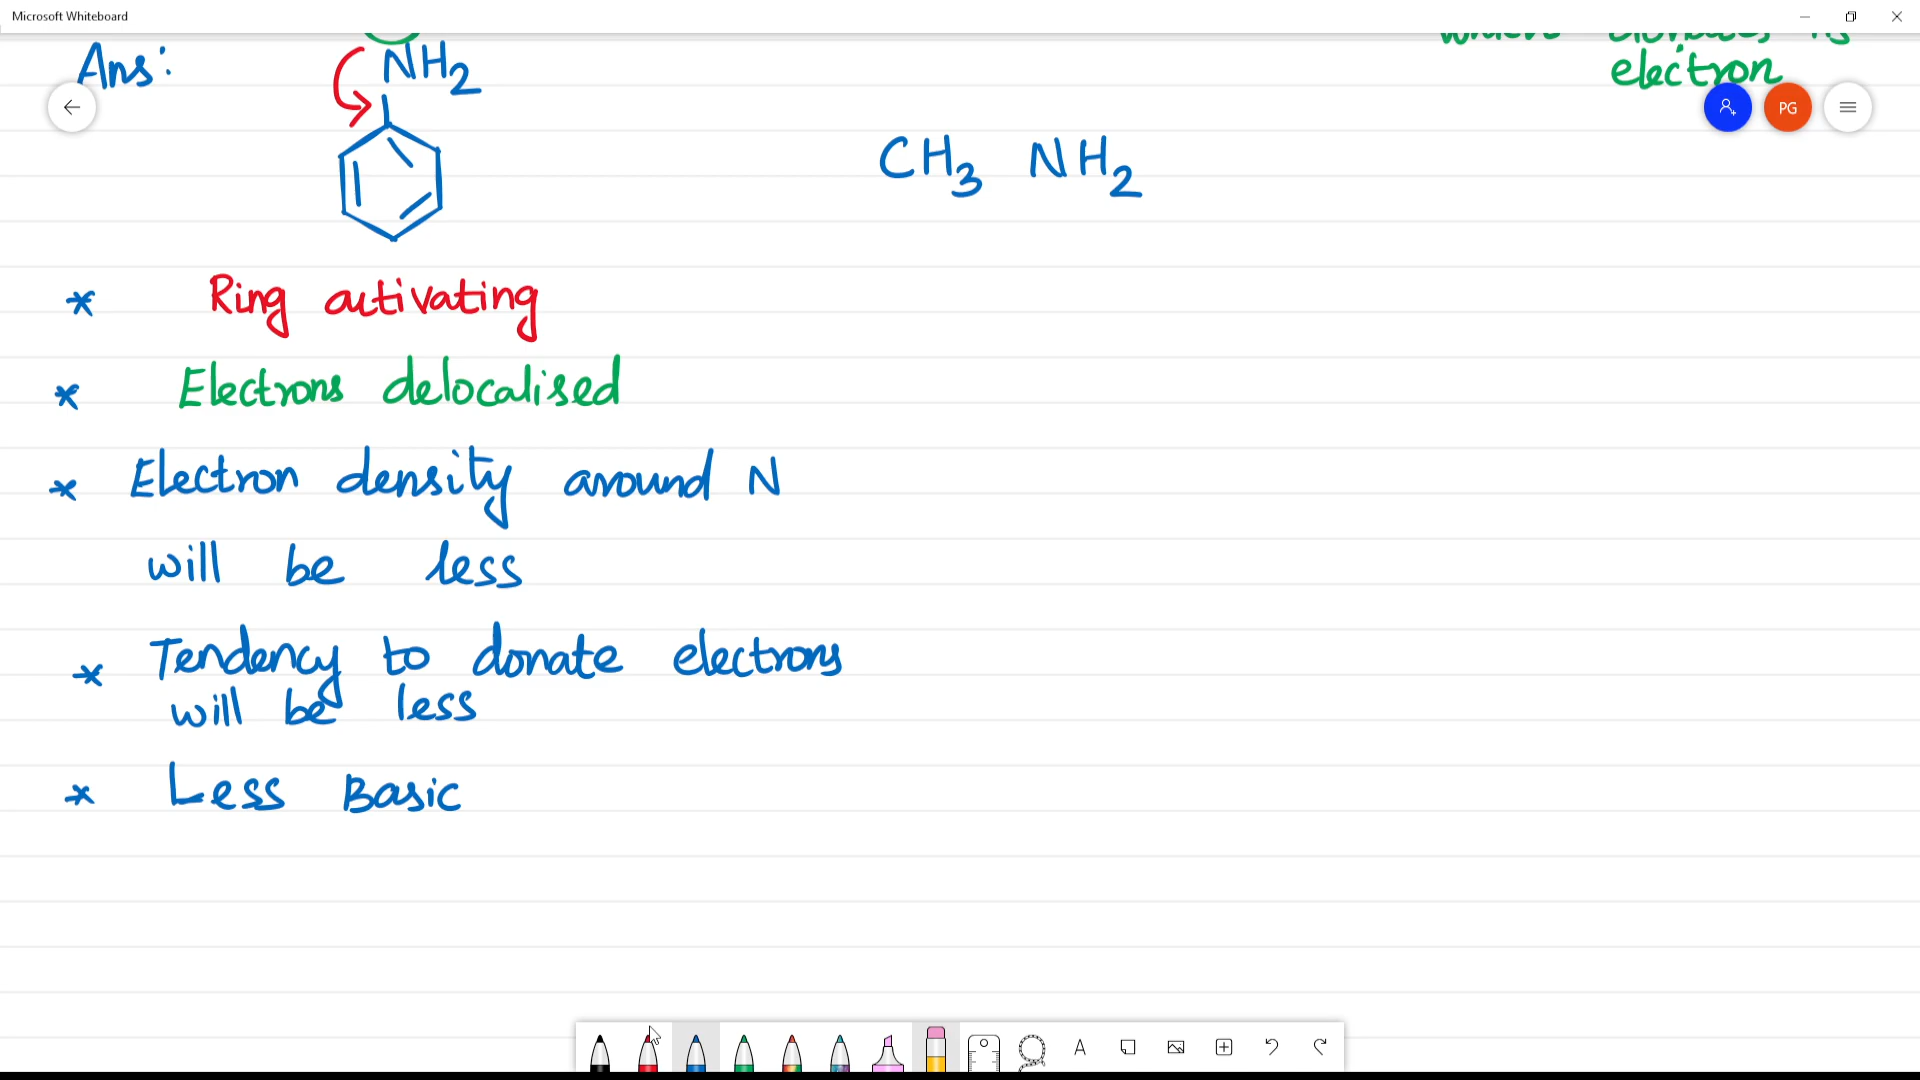 Microsoft Whiteboard
electron
Ans:
NH2
PG
CH3 NH2
* Ring activating
* Electrons delocalised
* Electron density around N
will be less
* Tendency to donate electrons
will be less
* Less Basic